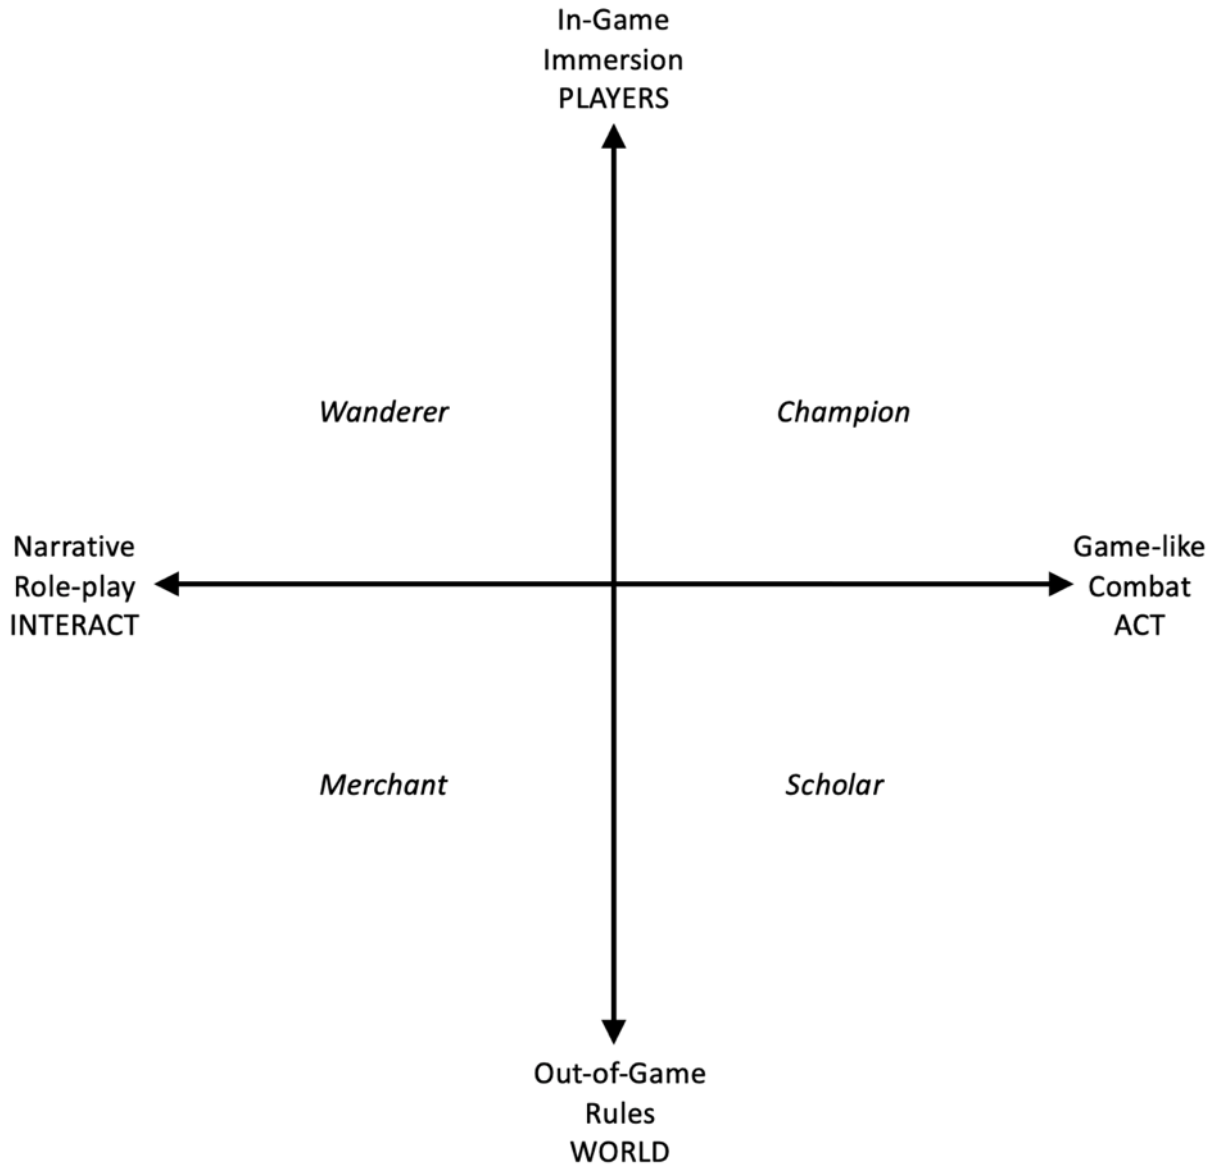 In-Game
Immersion
PLAYERS
Wanderer
Champion
Narrative
Role-play
INTERACT
Game-like
Combat
ACT
Merchant
Scholar
Out-of-Game
Rules
WORLD